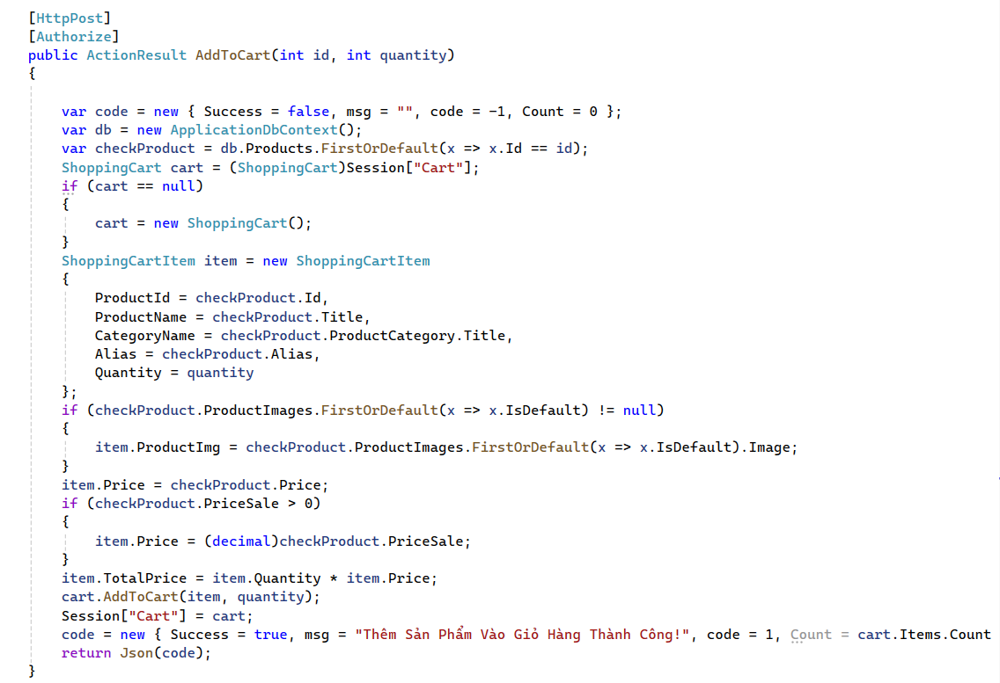 [HttpPost]
[Authorize]
public ActionResult AddToCart(int id, int quantity)
{
var code = new { Success = false, msg = "", code = -1, Count = 0 };
var db = new ApplicationDbContext();
var checkProduct = db.Products.FirstOrDefault(x => x.Id == id);
ShoppingCart cart = (ShoppingCart)Session["Cart"];
if (cart == null)
{
cart = new ShoppingCart();
}
ShoppingCartItem item = new ShoppingCartItem
{
ProductId = checkProduct.Id,
ProductName = checkProduct.Title,
CategoryName = checkProduct.ProductCategory.Title,
Alias = checkProduct.Alias,
Quantity = quantity
};
if (checkProduct.ProductImages.FirstOrDefault(x => x.IsDefault) != null)
{
item.ProductImg = checkProduct.ProductImages.FirstOrDefault(x => x.IsDefault).Image;
}
item.Price = checkProduct.Price;
if (checkProduct.PriceSale > 0)
{
item.Price = (decimal)checkProduct.PriceSale;
}
item.TotalPrice = item.Quantity * item.Price;
cart.AddToCart(item, quantity);
Session["Cart"] = cart;
code = new { Success = true, msg = "Thêm Sản Phẩm Vào Giỏ Hàng Thành Công!", code = 1, Count = cart.Items.Count
return Json(code);
}